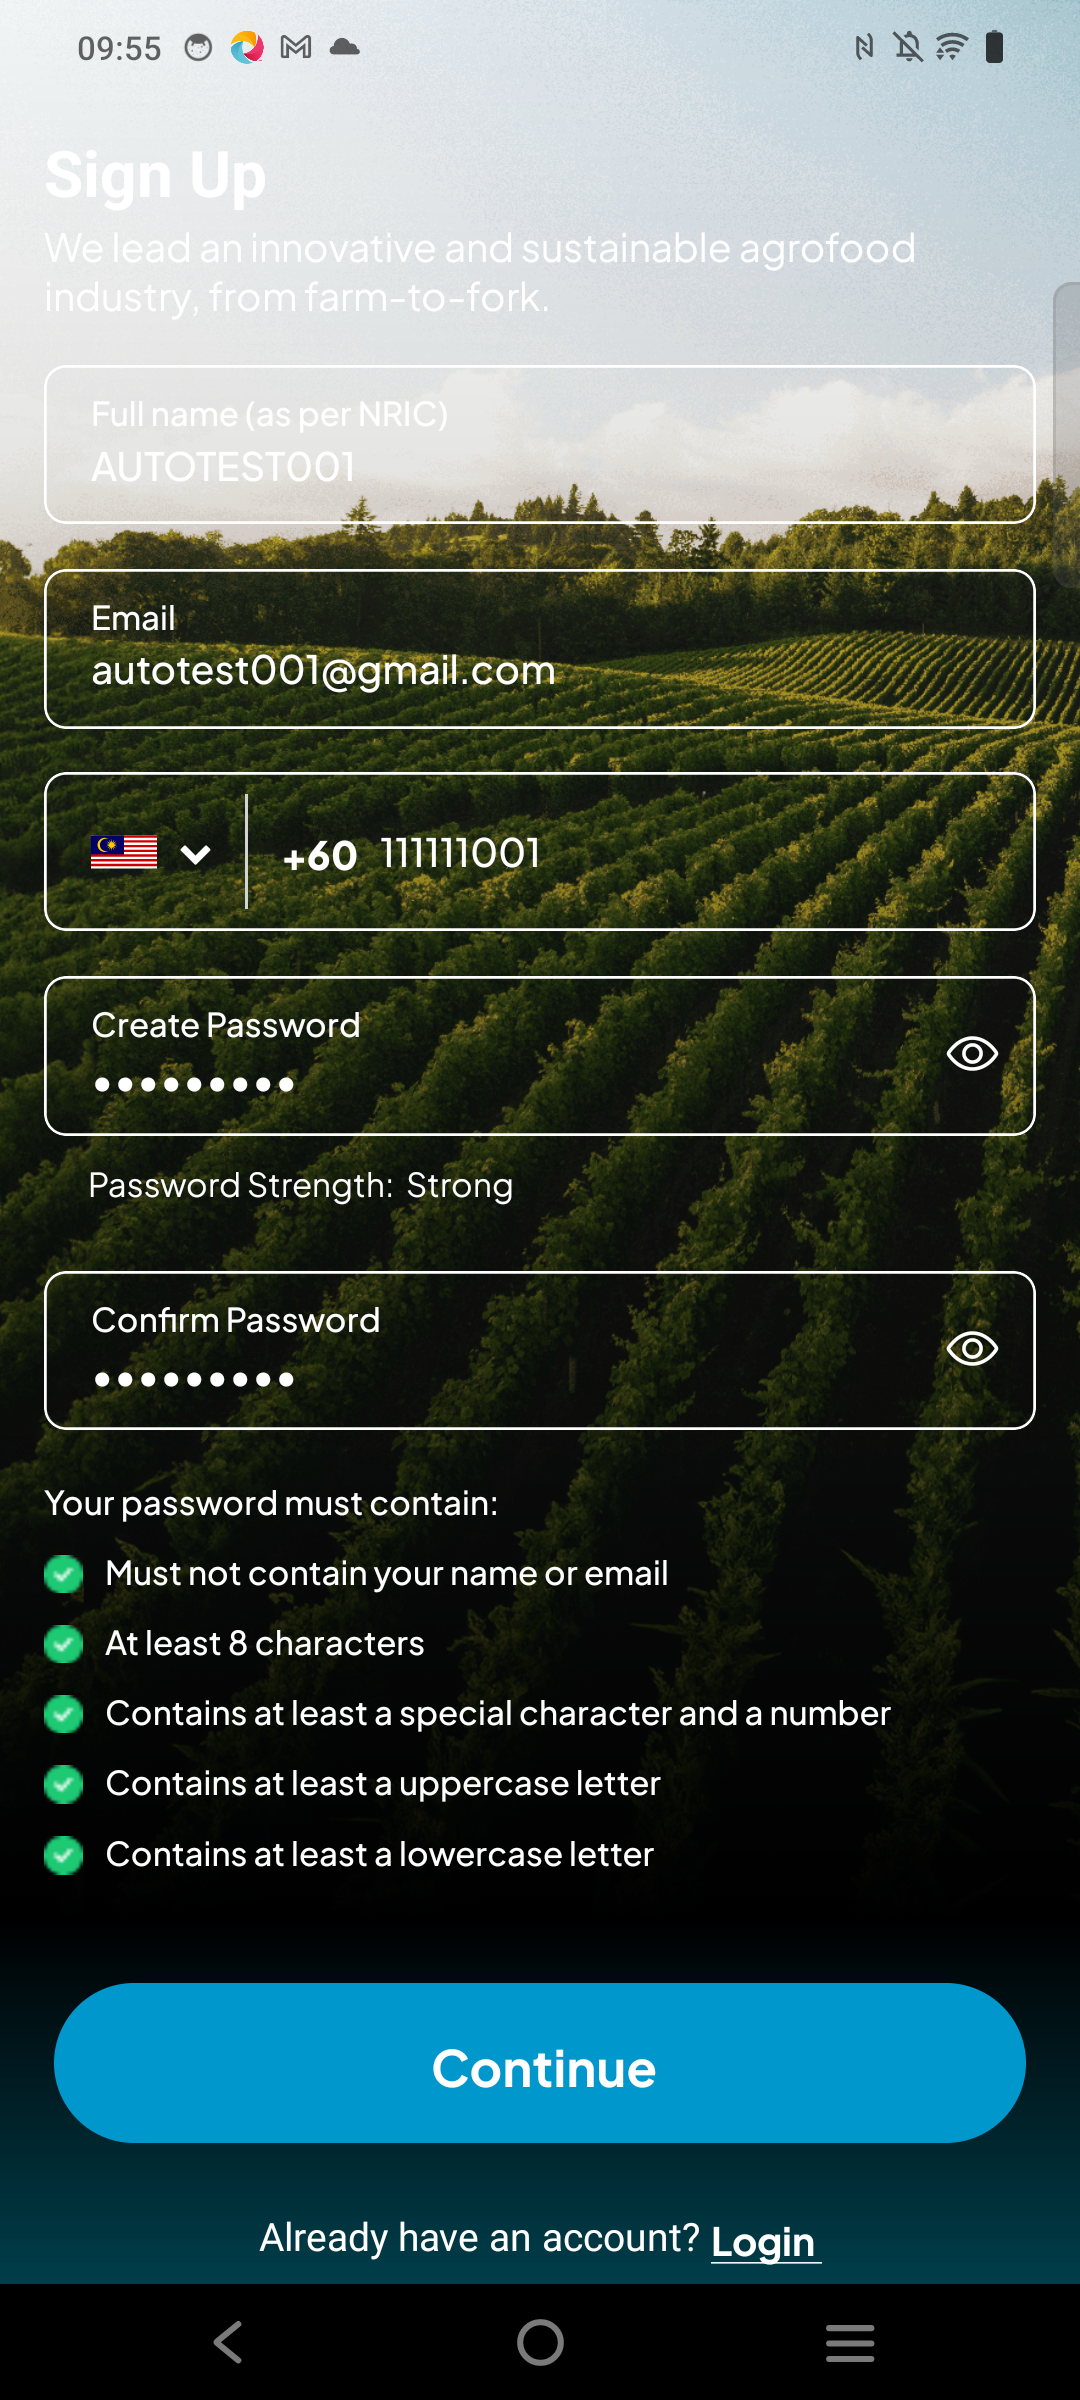 09:55
Sign Up
We lead an innovative and sustainable agrofood
industry, from farm-to-fork.
Full name (as per NRIC)
AUTOTEST001
Email
autotest001@gmail.com
+60 111111001
Create Password
•••••••••
Password Strength: Strong
Confirm Password
•••••••••
Your password must contain:
Must not contain your name or email
At least 8 characters
Contains at least a special character and a number
Contains at least a uppercase letter
Contains at least a lowercase letter
Continue
Already have an account? Login